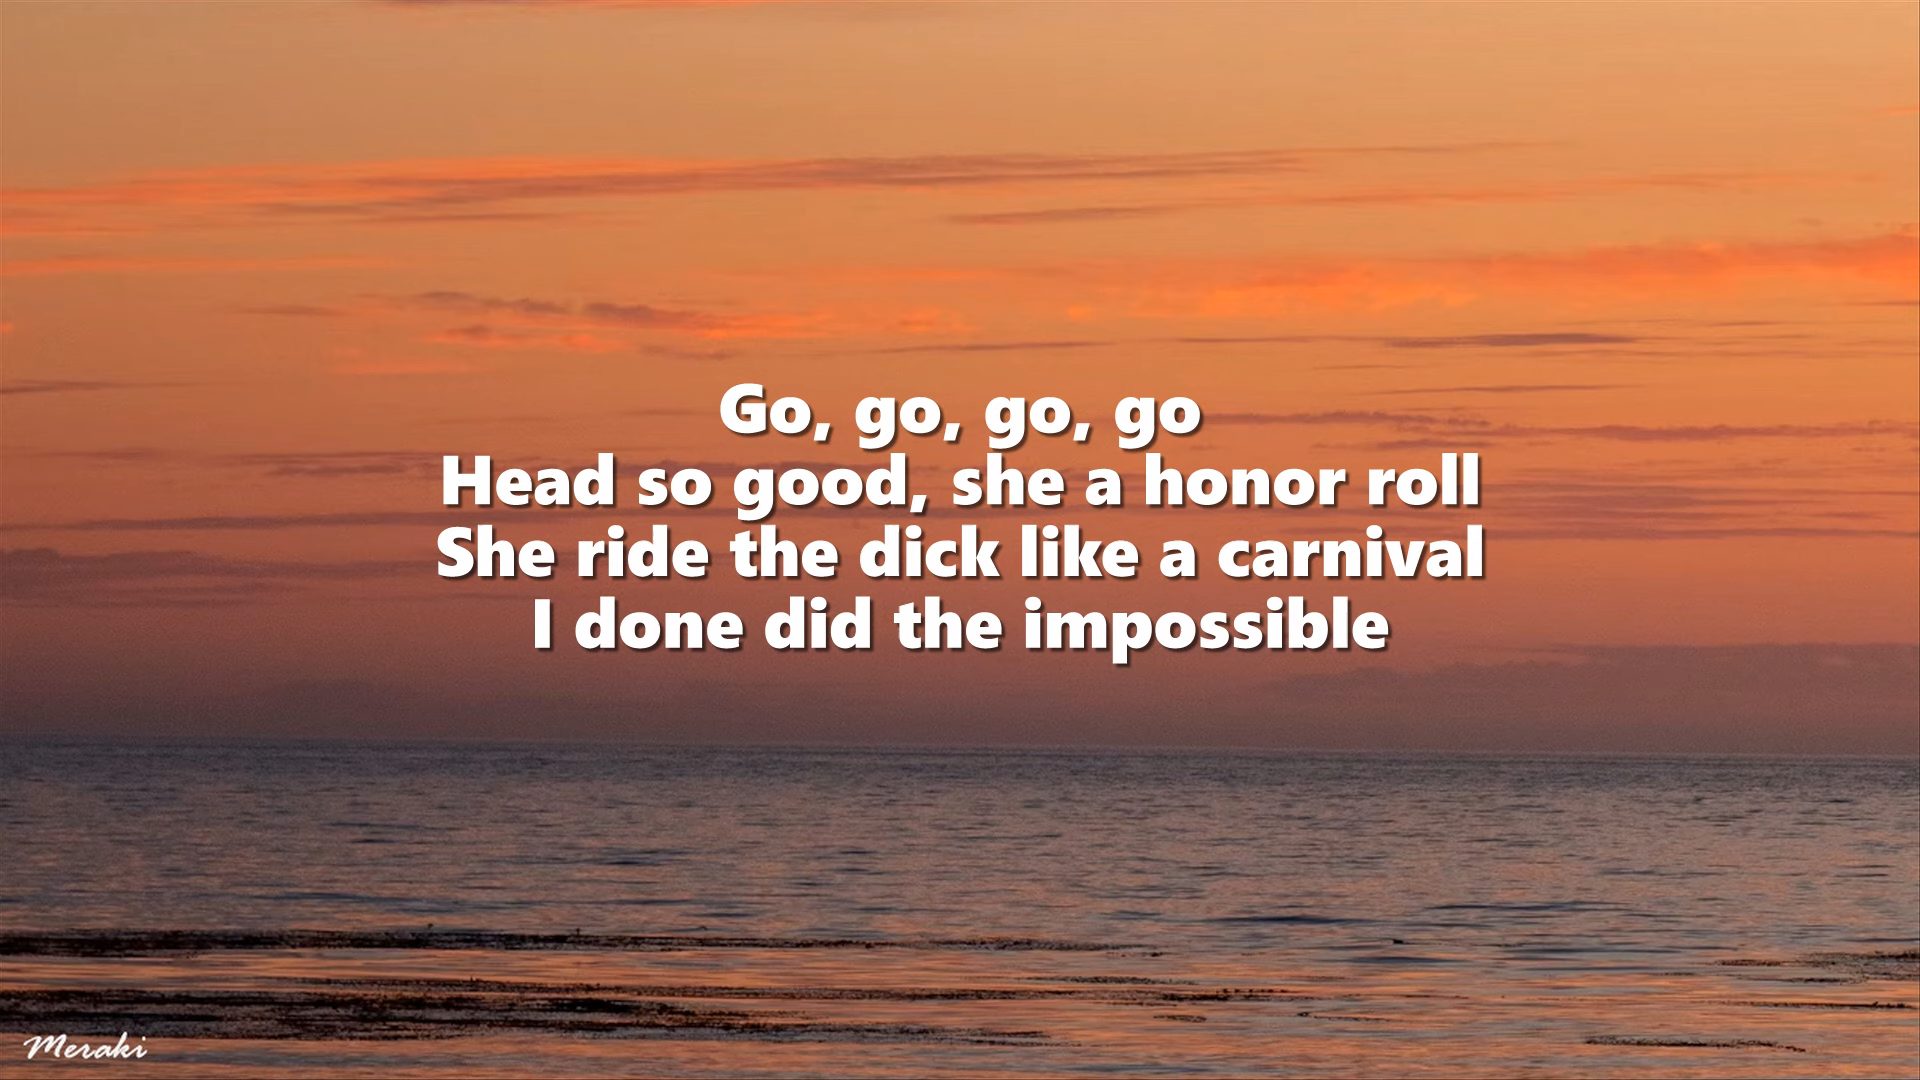 Go, go, go, go
Head so good, she a honor roll
She ride the dick like a carnival
I done did the impossible
Meraki